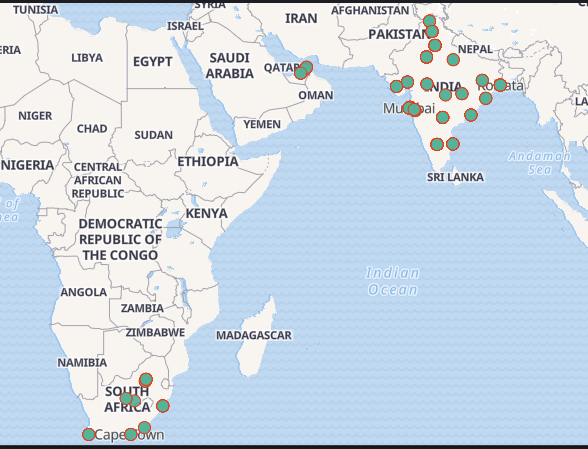 TUNISIA
SYRIA
AFGHANISTAN
IRAN
ISRAEL
PAKISTAN
NEPAL
LIBYA
EGYPT
SAUDI
ARABIA
QATAR
INDIA
Kolkata
OMAN
Mumbai
NIGER
CHAD
SUDAN
YEMEN
NIGERIA
CENTRAL
AFRICAN
REPUBLIC
ETHIOPIA
Andaman
Sea
SRI LANKA
KENYA
DEMOCRATIC
REPUBLIC OF
THE CONGO
Indian
Ocean
ANGOLA
ZAMBIA
ZIMBABWE
MADAGASCAR
NAMIBIA
SOUTH
AFRICA
Cape Town